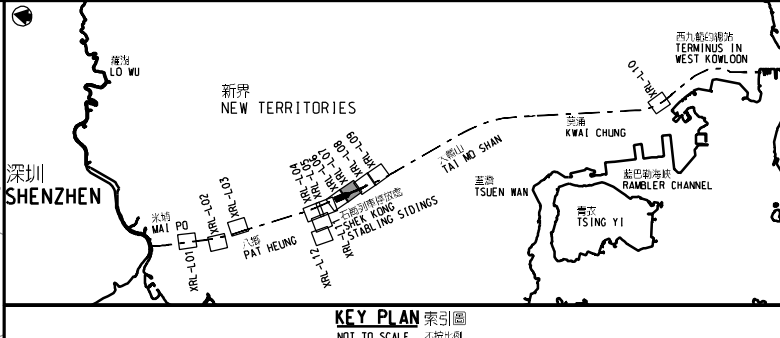 西九龍的總站
TERMINUS IN
WEST KOWLOON
羅湖
LO WU
新界
NEW TERRITORIES
XRL-L10
葵涌
KWAI CHUNG
大帽山
TAI MO SHAN
XRL-L09
XRL-L08
XRL-L07
XRL-L06
XRL-L05
XRL-L04
深圳
SHENZHEN
XRL-L03
XRL-L02
藍巴勒海峽
RAMBLER CHANNEL
荃灣
TSUEN WAN
青衣
TSING YI
石崗列車停放處
SHEK KONG
STABLING SIDINGS
米埔
MAI PO
八鄉
PAT HEUNG
XRL-L01
XRL-L12
XRL-L11
KEY PLAN 索引圖
NOT TO SCALE 不按比例